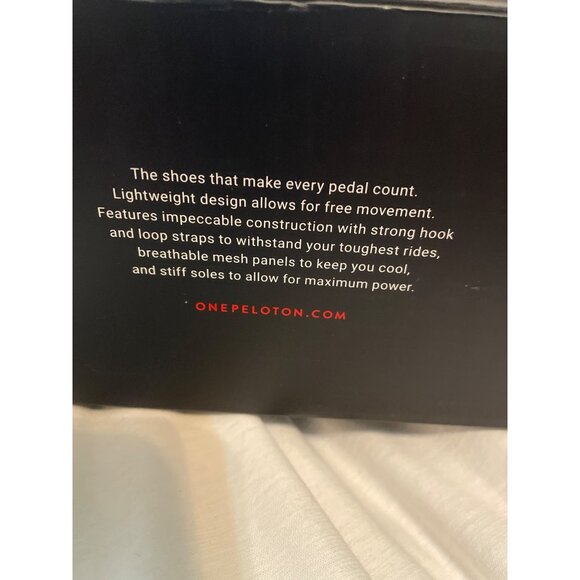 The shoes that make every pedal count.
Lightweight design allows for free movement.
Features impeccable construction with strong hook
and loop straps to withstand your toughest rides,
breathable mesh panels to keep you cool,
and stiff soles to allow for maximum power.
ONEPELOTON.COM